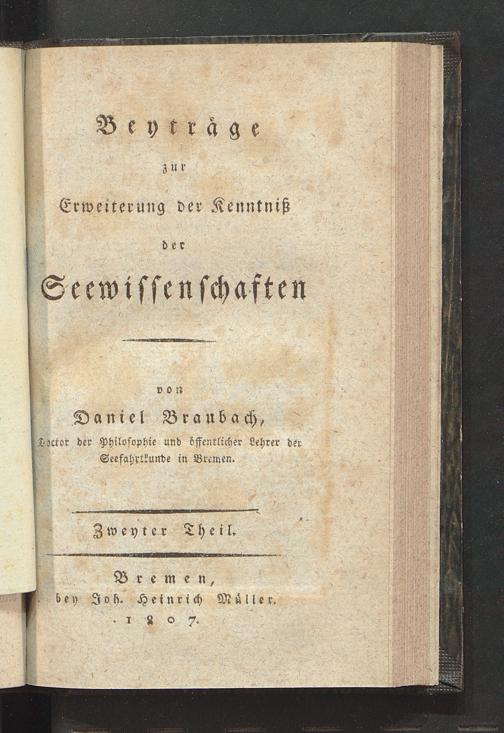 Beyträge
zur
Erweiterung der Kenntniß
der
Seewissenschaften
von
Daniel Braubach,
Doctor der Philosophie und öffentlicher Lehrer der
Seefahrtkunde in Bremen.
Zweyter Theil.
Bremen,
bey Joh. Heinrich Müller.
1807.